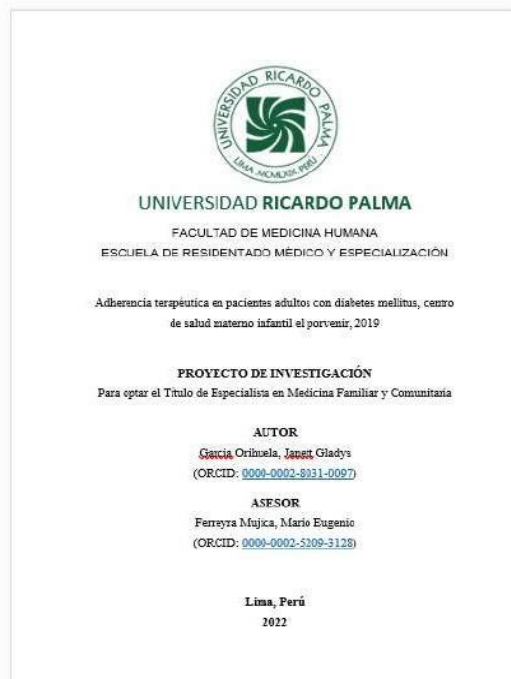 UNIVERSIDAD RICARDO PALMA
LIMA - MCMLXIX - PERÚ
UNIVERSIDAD RICARDO PALMA
FACULTAD DE MEDICINA HUMANA
ESCUELA DE RESIDENTADO MÉDICO Y ESPECIALIZACIÓN
Adherencia terapéutica en pacientes adultos con diabetes mellitus, centro
de salud materno infantil el porvenir, 2019
PROYECTO DE INVESTIGACIÓN
Para optar el Título de Especialista en Medicina Familiar y Comunitaria
AUTOR
Garcia Orihuela, Janett Gladys
(ORCID: 0000-0002-8031-0097)
ASESOR
Ferreyra Mujica, Mario Eugenio
(ORCID: 0000-0002-5209-3128)
Lima, Perú
2022